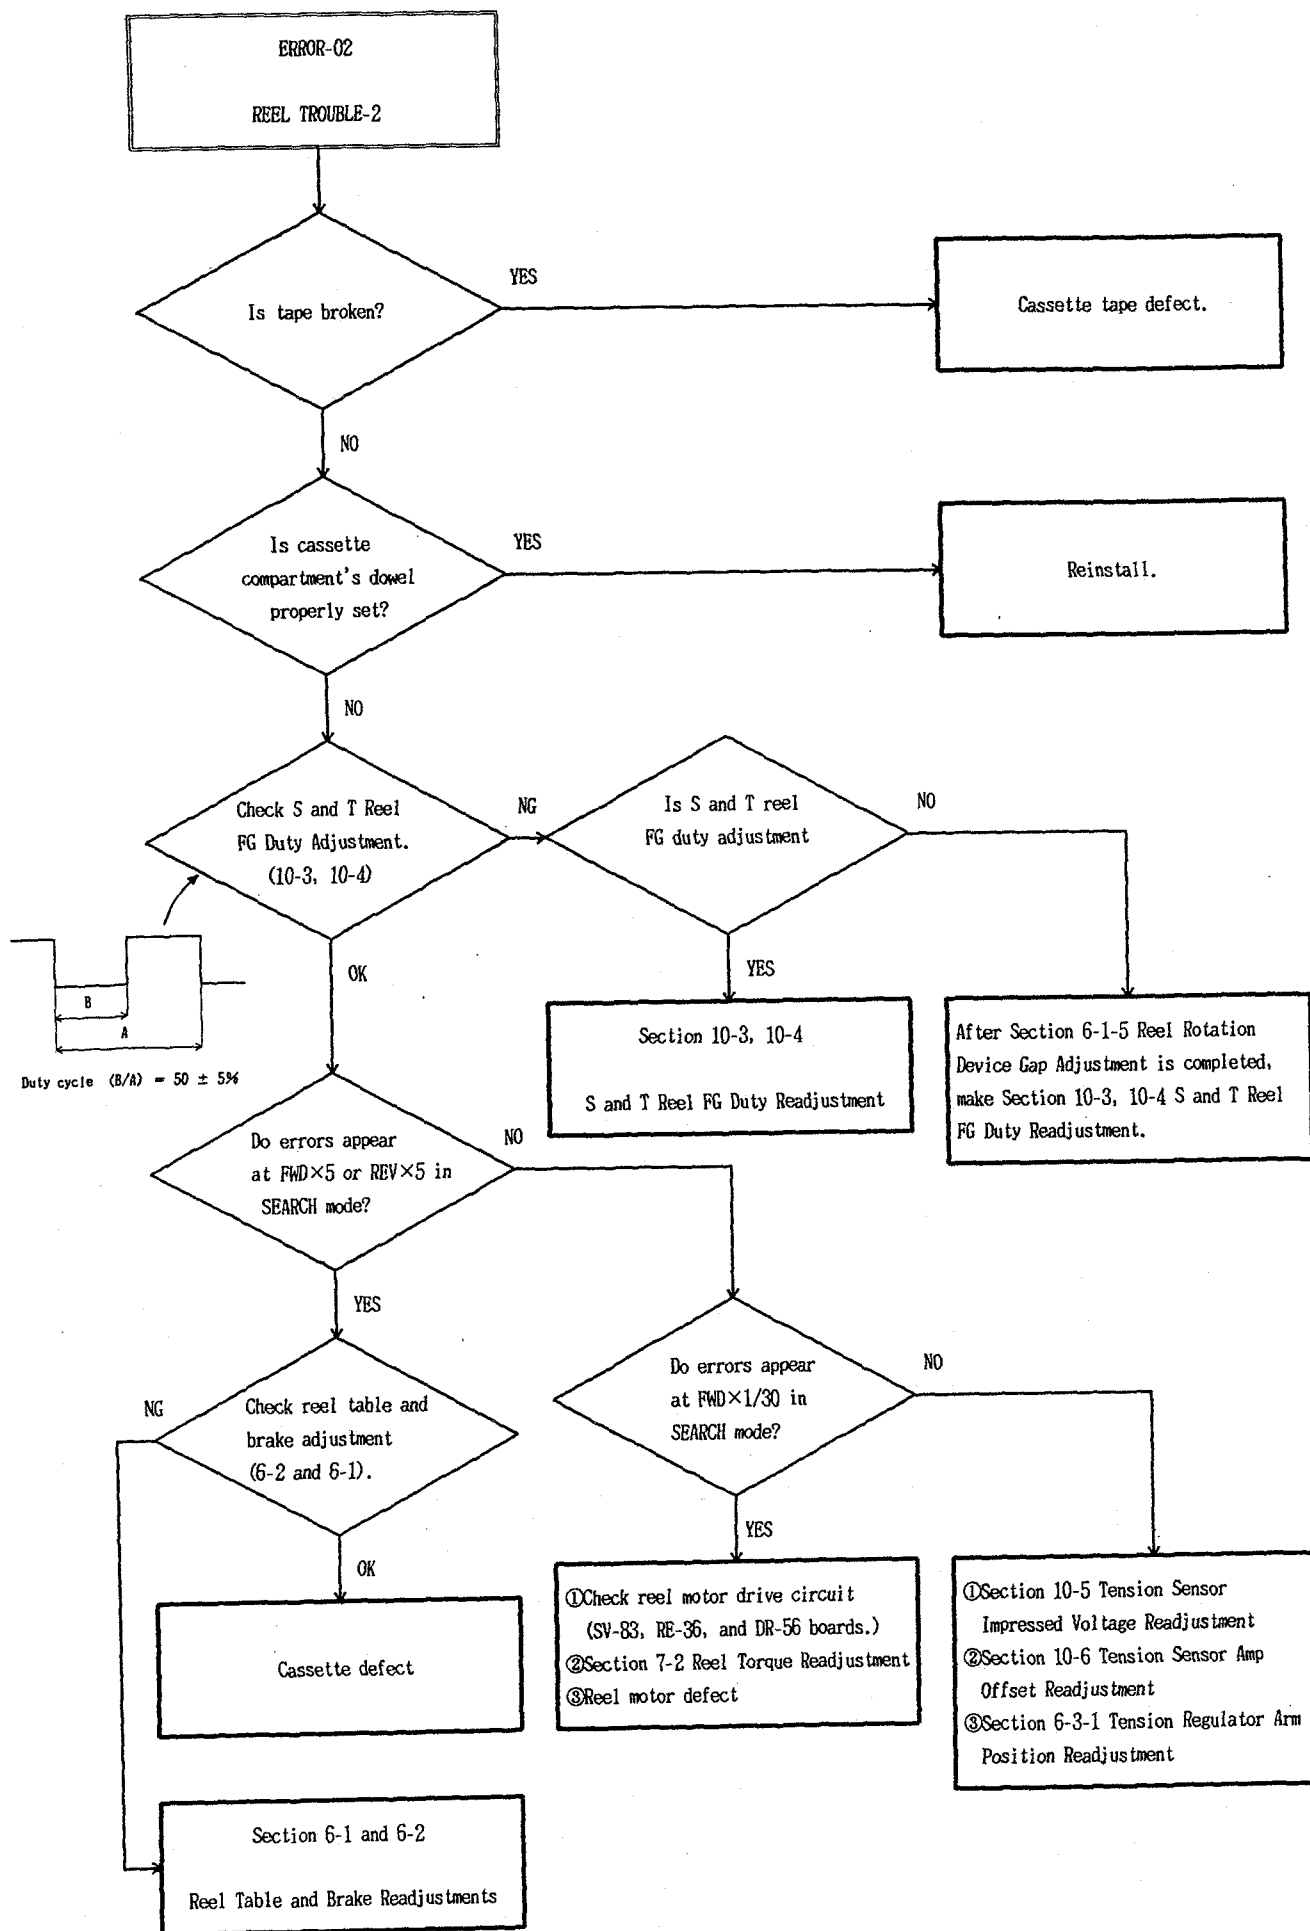 ERROR-02
REEL TROUBLE-2
Is tape broken?
YES
Cassette tape defect.
NO
Is cassette
compartment's dowel
properly set?
YES
Reinstall.
NO
Check S and T Reel
FG Duty Adjustment.
(10-3, 10-4)
NG
Is S and T reel
FG duty adjustment
NO
B
A
Duty cycle (B/A) = 50 ± 5%
OK
YES
Section 10-3, 10-4
S and T Reel FG Duty Readjustment
After Section 6-1-5 Reel Rotation
Device Gap Adjustment is completed,
make Section 10-3, 10-4 S and T Reel
FG Duty Readjustment.
Do errors appear
at FWD×5 or REV×5 in
SEARCH mode?
NO
YES
Do errors appear
at FWD×1/30 in
SEARCH mode?
NO
NG
Check reel table and
brake adjustment
(6-2 and 6-1).
OK
YES
Cassette defect
①Check reel motor drive circuit
(SV-83, RE-36, and DR-56 boards.)
②Section 7-2 Reel Torque Readjustment
③Reel motor defect
①Section 10-5 Tension Sensor
Impressed Voltage Readjustment
②Section 10-6 Tension Sensor Amp
Offset Readjustment
③Section 6-3-1 Tension Regulator Arm
Position Readjustment
Section 6-1 and 6-2
Reel Table and Brake Readjustments